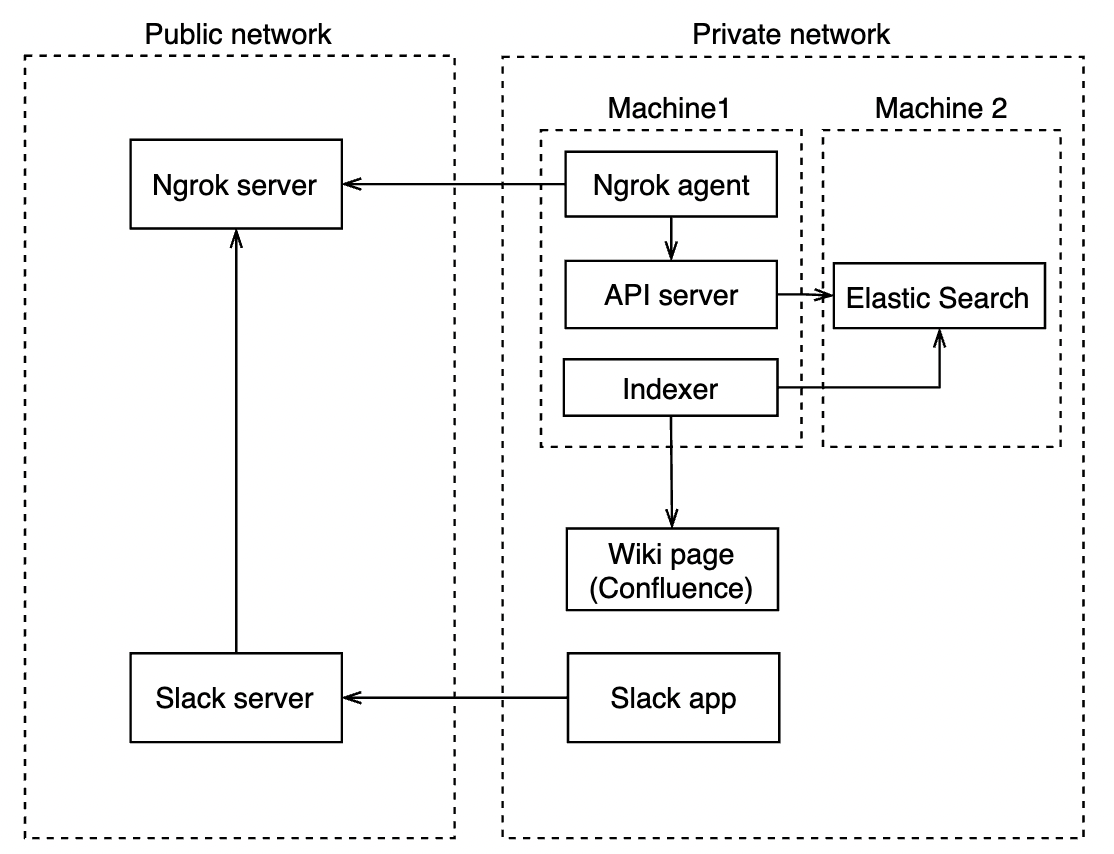 Public network
Private network
Machine1
Machine 2
Ngrok server
Ngrok agent
API server
Elastic Search
Indexer
Wiki page
(Confluence)
Slack server
Slack app